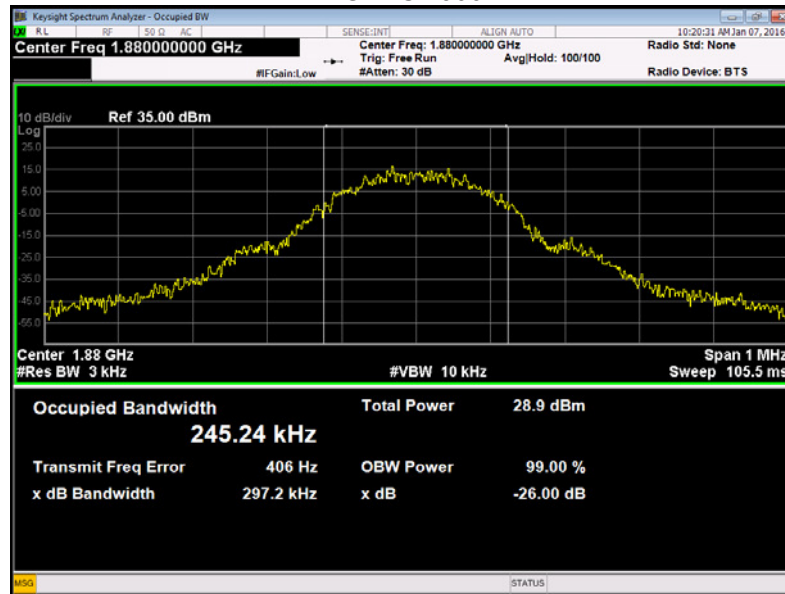 Keysight Spectrum Analyzer - Occupied BW
RL RF 50 Ω AC SENSE:INT ALIGN AUTO 10:20:31 AM Jan 07, 2016
Center Freq 1.880000000 GHz Center Freq: 1.880000000 GHz Radio Std: None
Trig: Free Run Avg|Hold: 100/100
#IFGain:Low #Atten: 30 dB Radio Device: BTS
10 dB/div Ref 35.00 dBm
Log
25.0
15.0
5.00
-5.00
-15.0
-25.0
-35.0
-45.0
-55.0
Center 1.88 GHz Span 1 MHz
#Res BW 3 kHz #VBW 10 kHz Sweep 105.5 ms
Occupied Bandwidth Total Power 28.9 dBm
245.24 kHz
Transmit Freq Error 406 Hz OBW Power 99.00 %
x dB Bandwidth 297.2 kHz x dB -26.00 dB
MSG STATUS